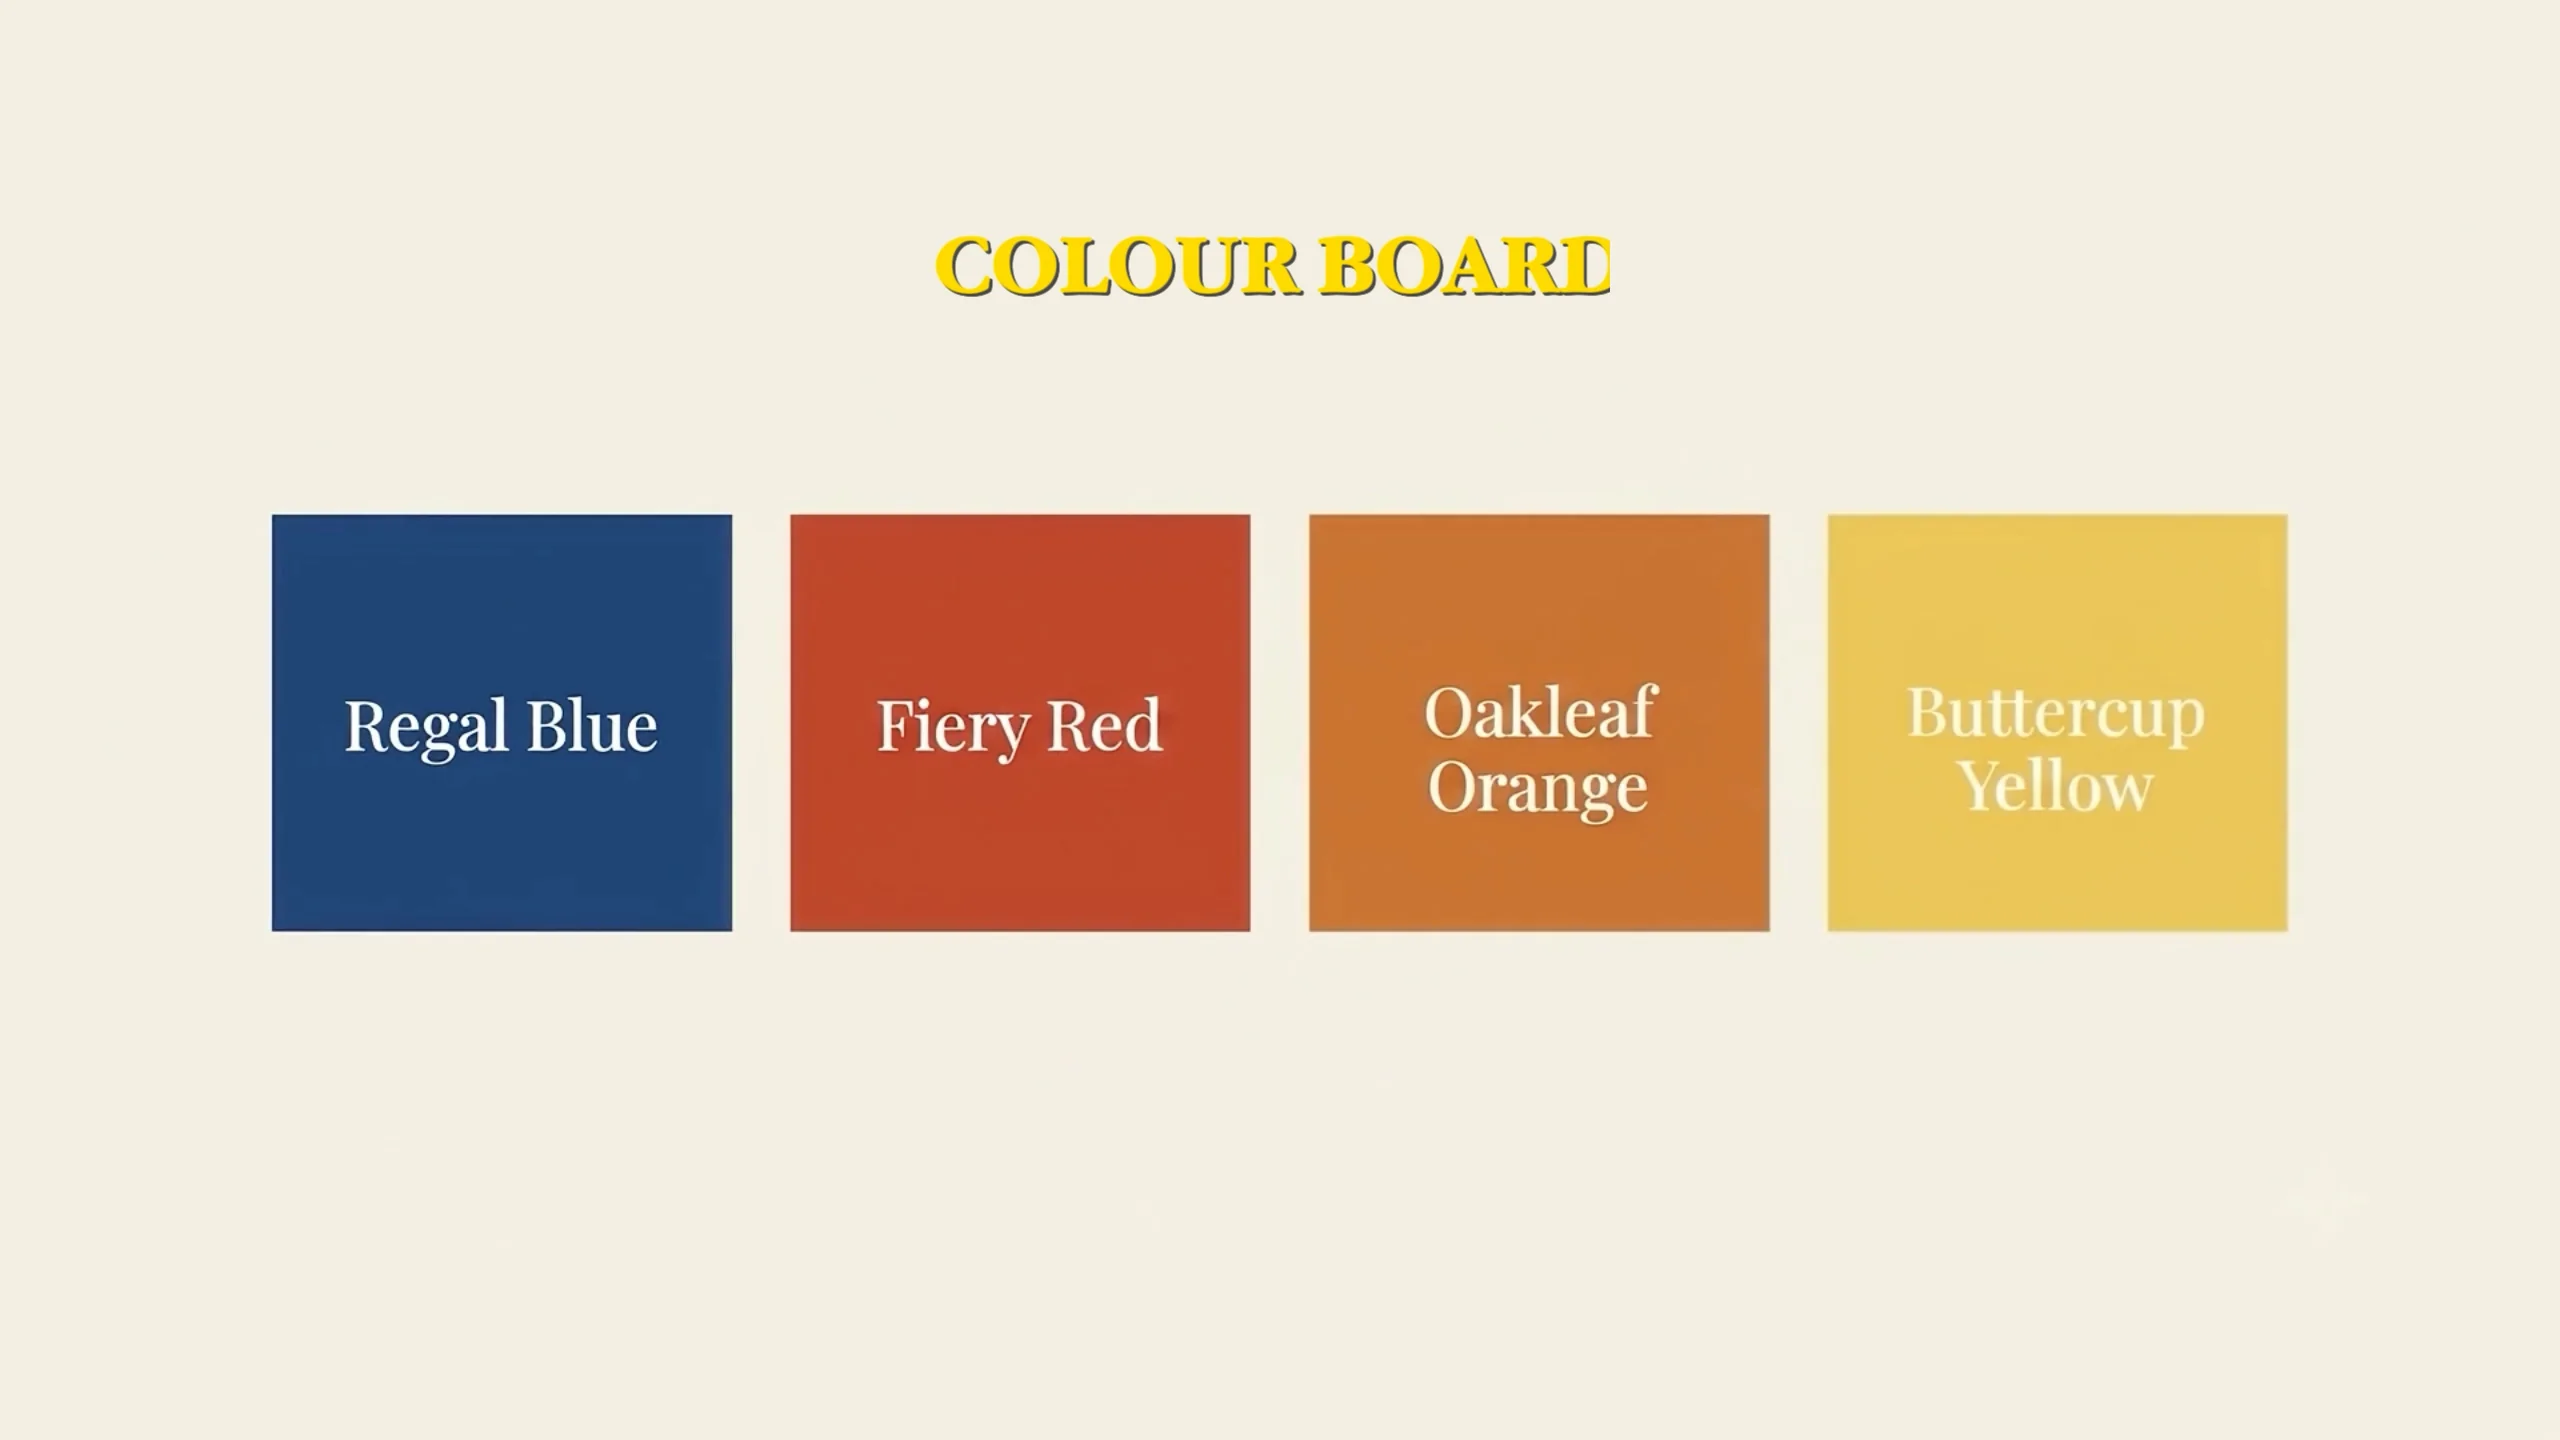 COLOUR BOARD
Regal Blue
Fiery Red
Oakleaf
Orange
Buttercup
Yellow